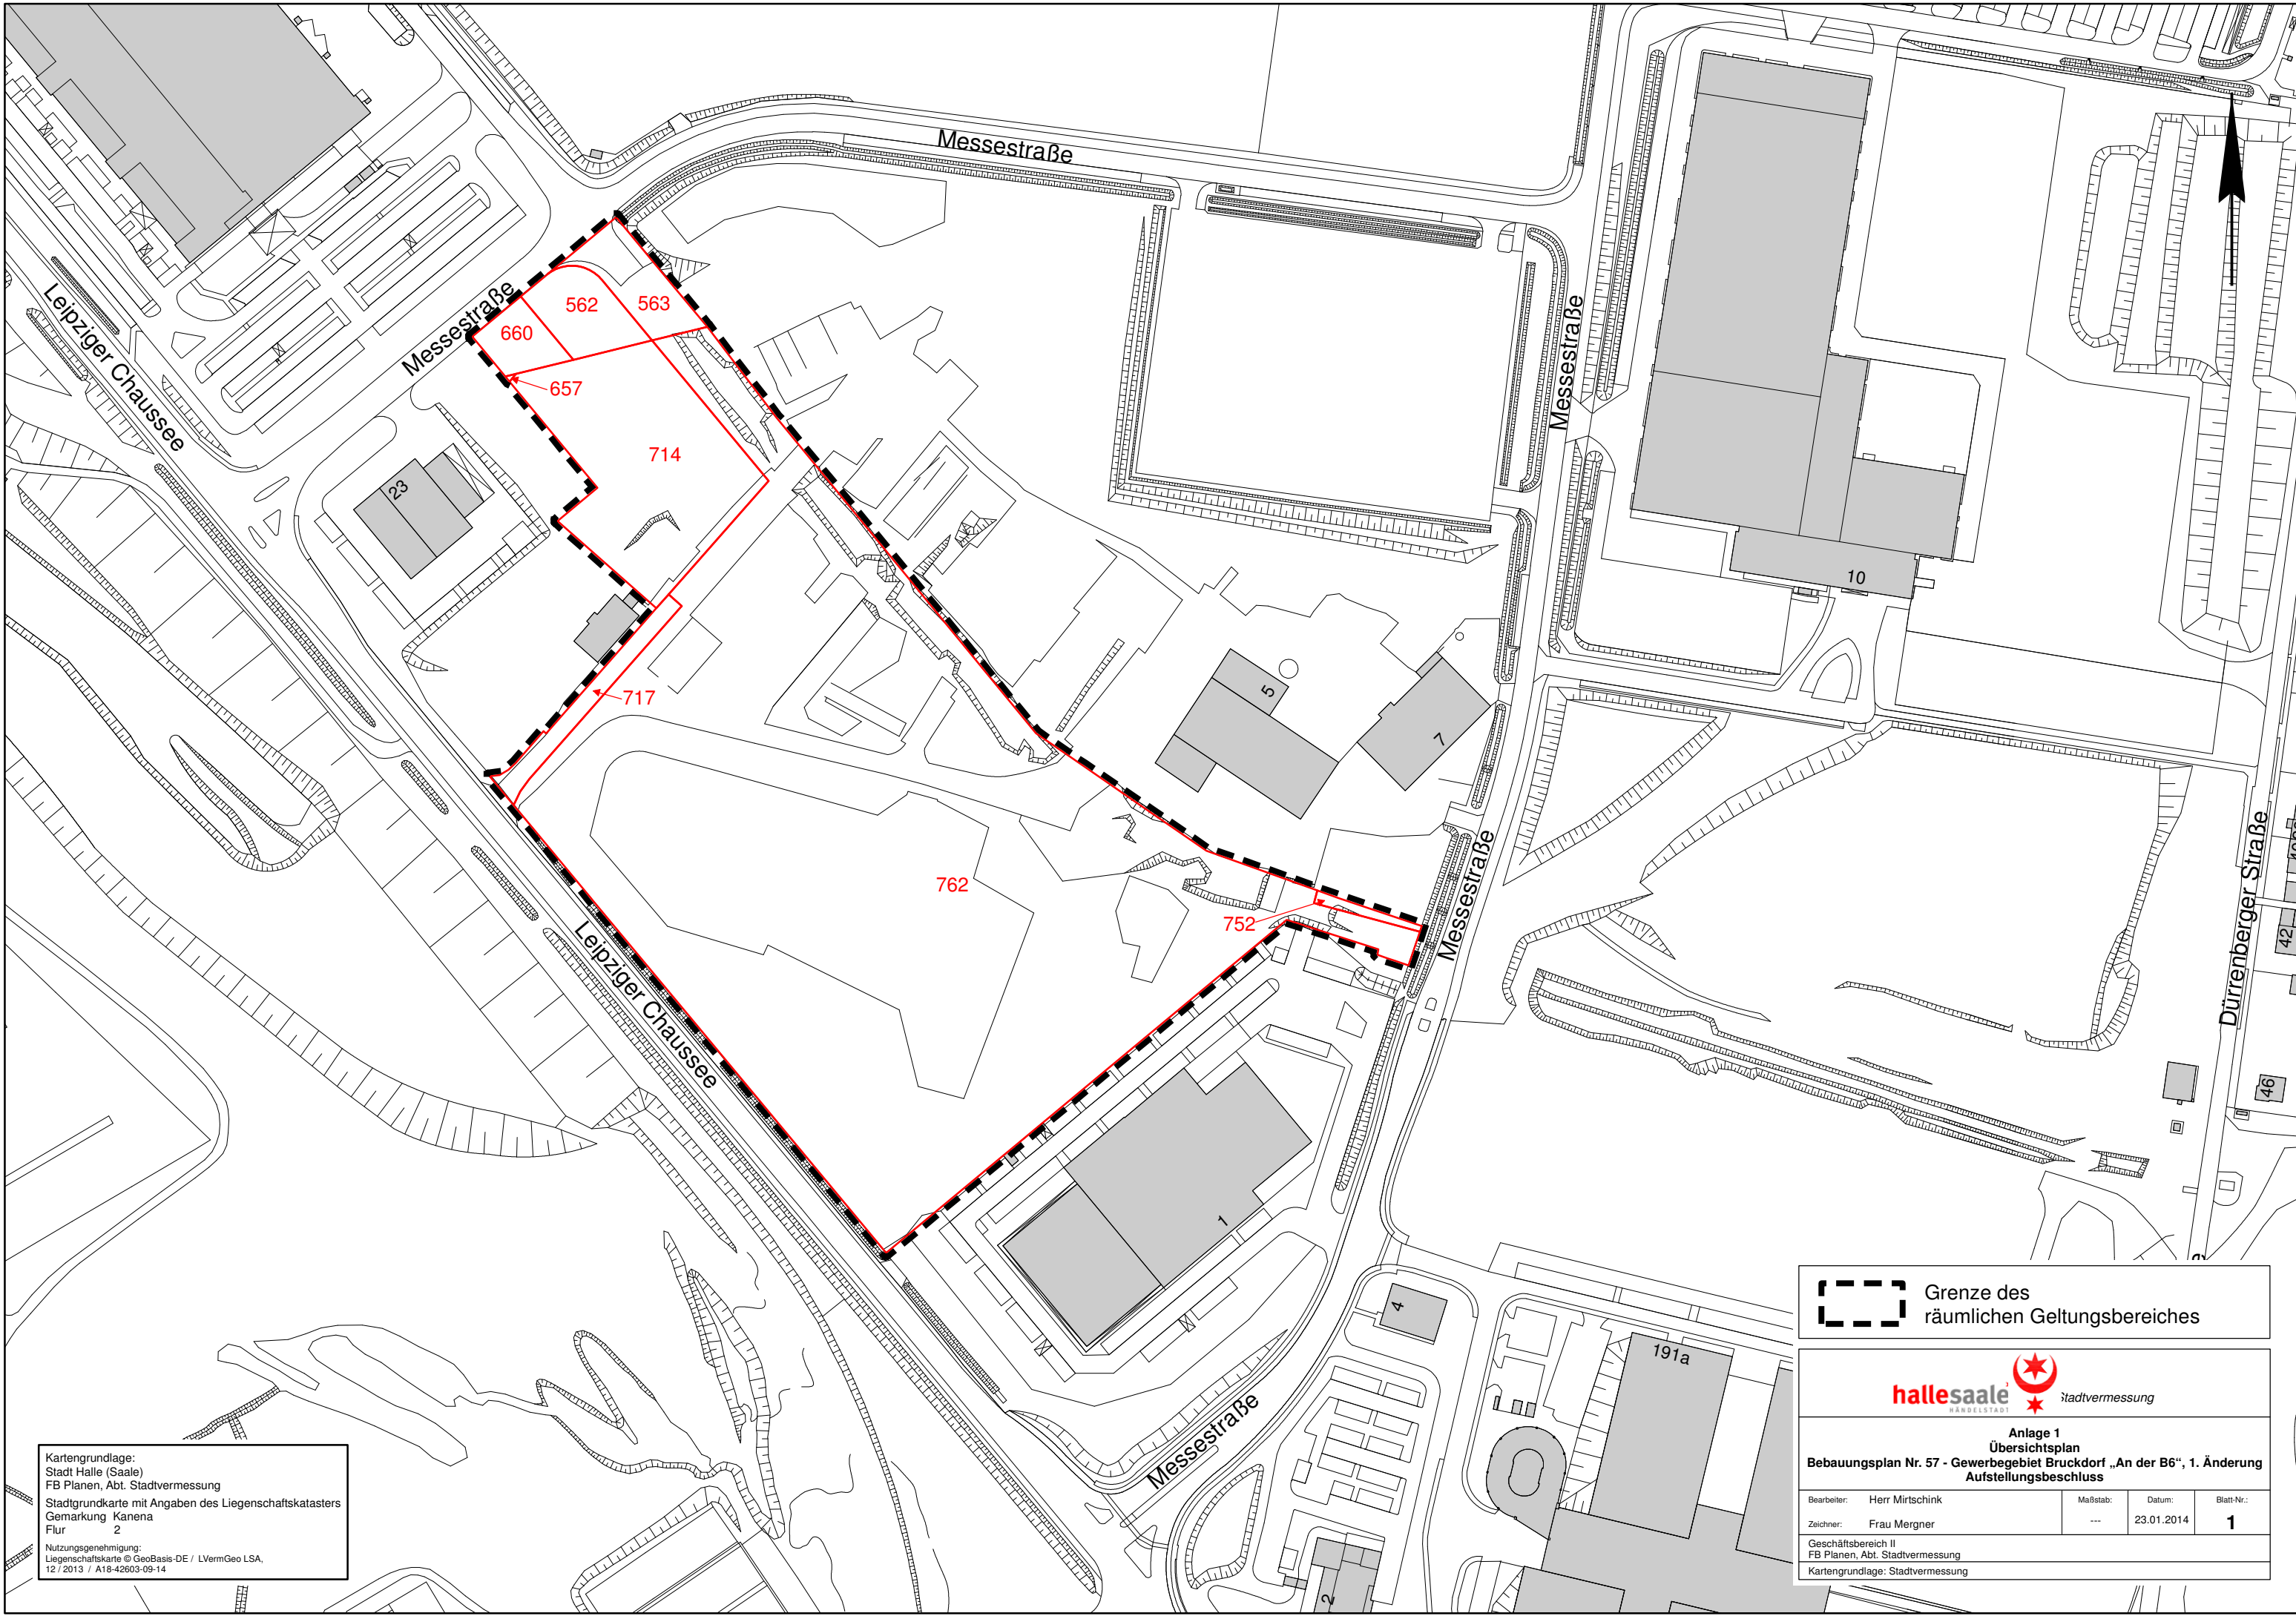 Messestraße
Leipziger Chaussee
Messestraße
562
563
660
657
714
23
Messestraße
10
717
5
7
762
752
Messestraße
Leipziger Chaussee
Dürrenberger Straße
42
46
1
4
191a
Messestraße
2
Grenze des
räumlichen Geltungsbereiches
hallesaale
HÄNDELSTADT
Stadtvermessung
Anlage 1
Übersichtsplan
Bebauungsplan Nr. 57 - Gewerbegebiet Bruckdorf „An der B6“, 1. Änderung
Aufstellungsbeschluss
Bearbeiter: Herr Mirtschink
Zeichner: Frau Mergner
Maßstab:
---
Datum:
23.01.2014
Blatt-Nr.:
1
Geschäftsbereich II
FB Planen, Abt. Stadtvermessung
Kartengrundlage: Stadtvermessung
Kartengrundlage:
Stadt Halle (Saale)
FB Planen, Abt. Stadtvermessung
Stadtgrundkarte mit Angaben des Liegenschaftskatasters
Gemarkung Kanena
Flur 2
Nutzungsgenehmigung:
Liegenschaftskarte © GeoBasis-DE / LVermGeo LSA,
12 / 2013 / A18-42603-09-14